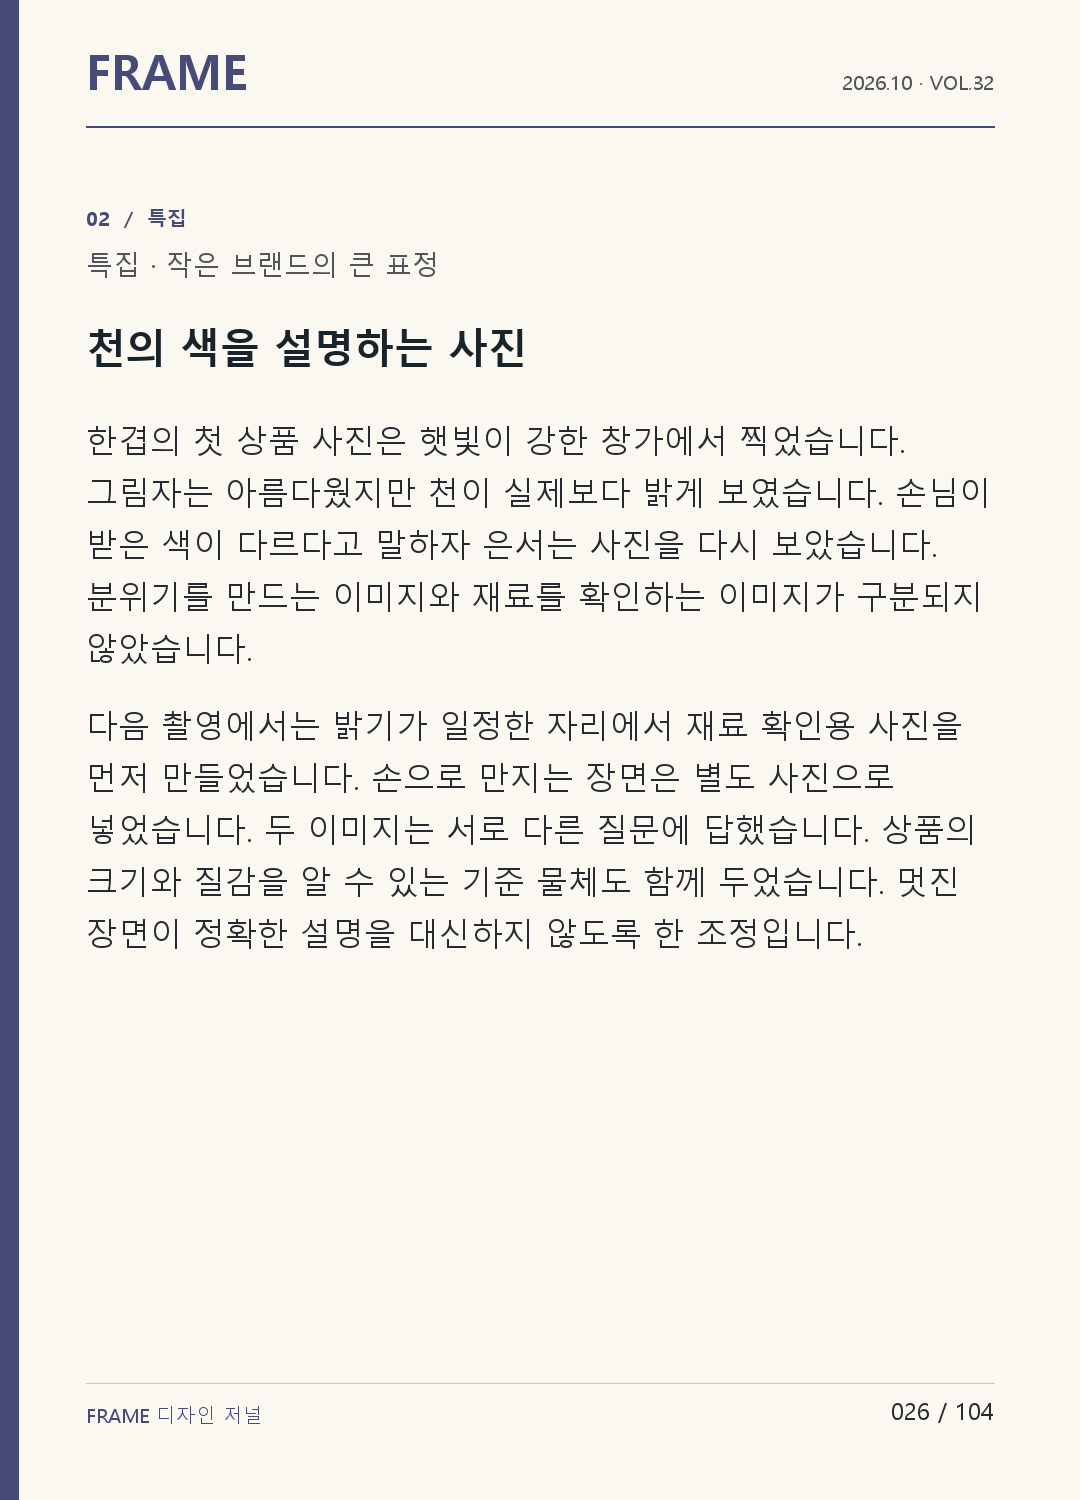 FRAME
2026.10 · VOL.32
02 / 특집
특집 · 작은 브랜드의 큰 표정
천의 색을 설명하는 사진
한겹의 첫 상품 사진은 햇빛이 강한 창가에서 찍었습니다.
그림자는 아름다웠지만 천이 실제보다 밝게 보였습니다. 손님이
받은 색이 다르다고 말하자 은서는 사진을 다시 보았습니다.
분위기를 만드는 이미지와 재료를 확인하는 이미지가 구분되지
않았습니다.
다음 촬영에서는 밝기가 일정한 자리에서 재료 확인용 사진을
먼저 만들었습니다. 손으로 만지는 장면은 별도 사진으로
넣었습니다. 두 이미지는 서로 다른 질문에 답했습니다. 상품의
크기와 질감을 알 수 있는 기준 물체도 함께 두었습니다. 멋진
장면이 정확한 설명을 대신하지 않도록 한 조정입니다.
FRAME 디자인 저널
026 / 104